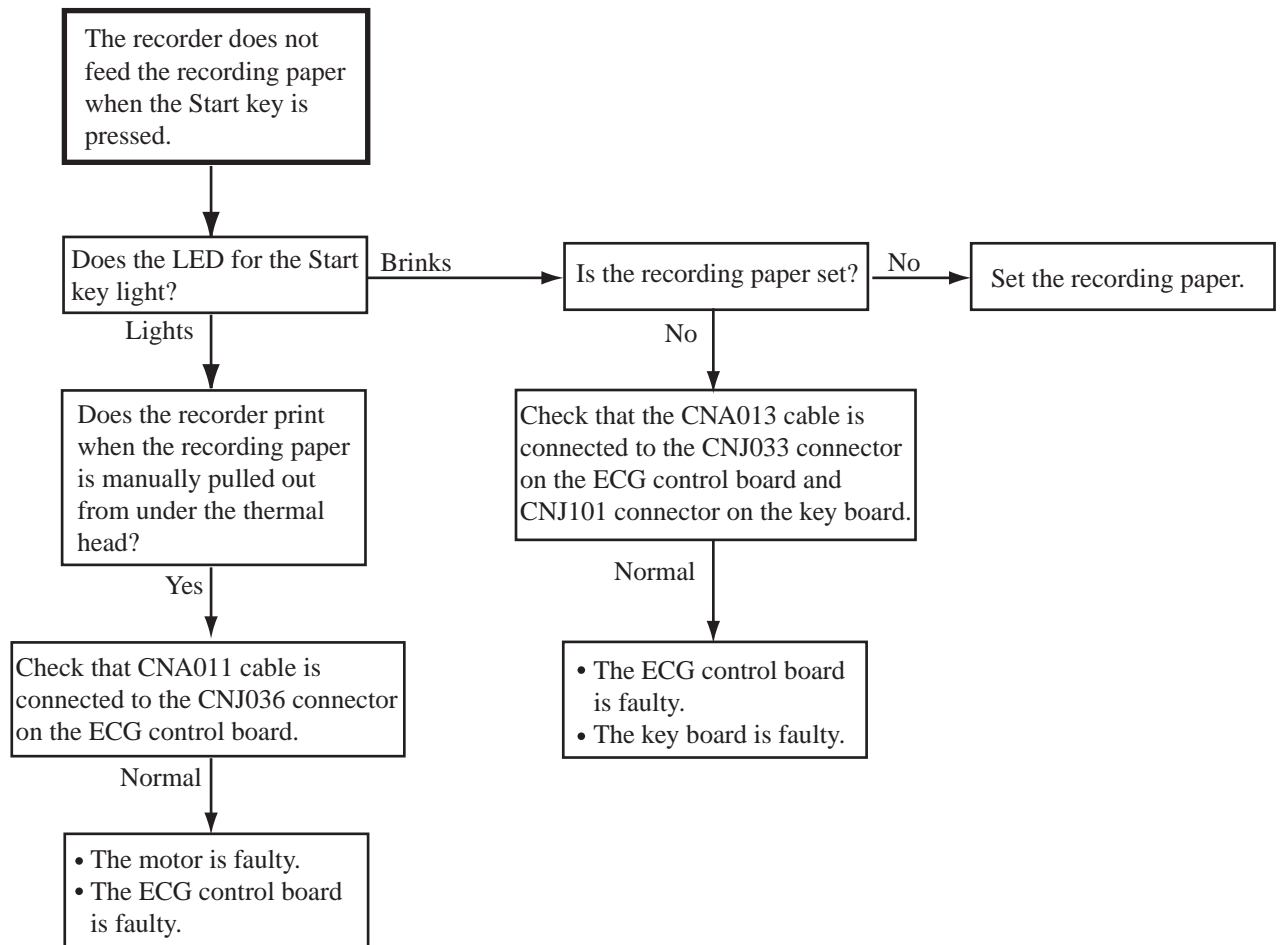 The recorder does not
feed the recording paper
when the Start key is
pressed.
Does the LED for the Start
key light?
Brinks
Is the recording paper set?
No
Set the recording paper.
Lights
No
Does the recorder print
when the recording paper
is manually pulled out
from under the thermal
head?
Check that the CNA013 cable is
connected to the CNJ033 connector
on the ECG control board and
CNJ101 connector on the key board.
Yes
Normal
Check that CNA011 cable is
connected to the CNJ036 connector
on the ECG control board.
• The ECG control board
is faulty.
• The key board is faulty.
Normal
• The motor is faulty.
• The ECG control board
is faulty.